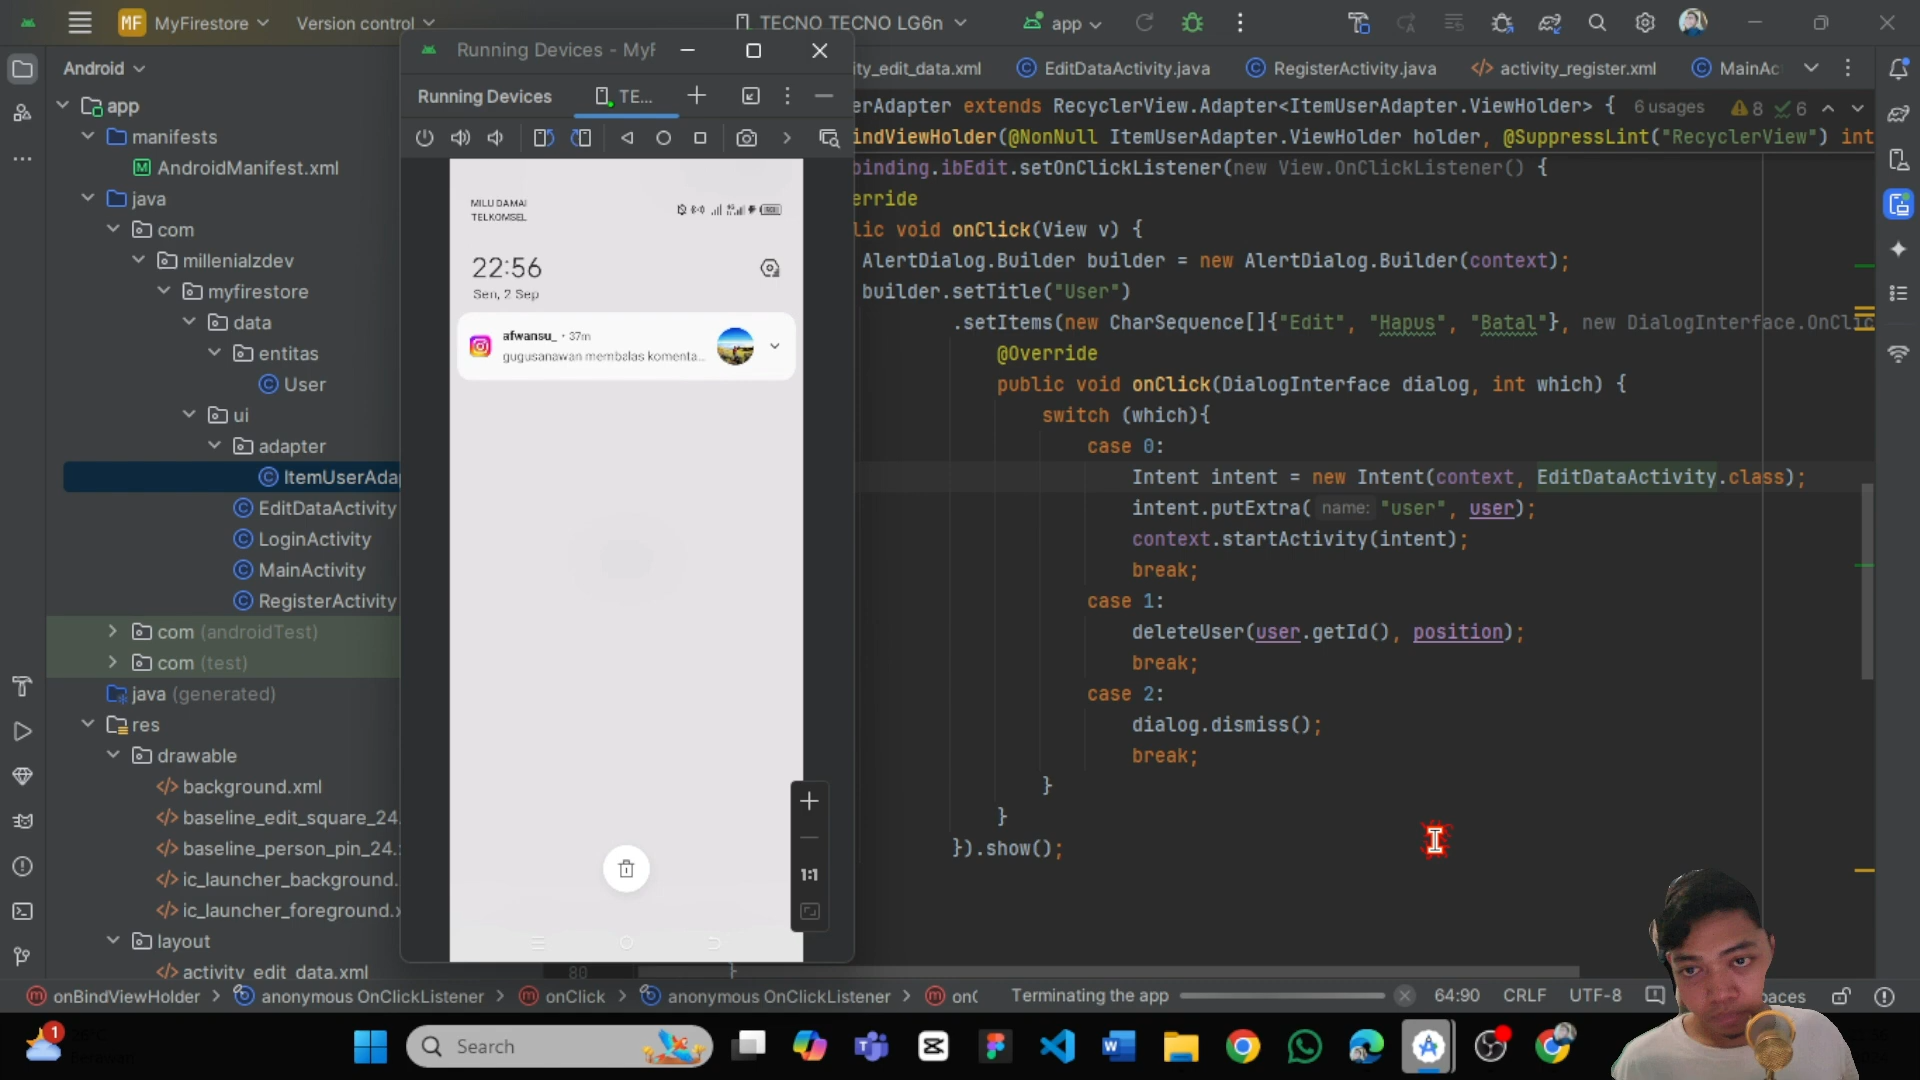 MF MyFirestore
Version control
TECNO TECNO LG6n
app
Android
app
manifests
AndroidManifest.xml
java
com
millenialzdev
myfirestore
data
entitas
User
ui
adapter
ItemUserAdap
EditDataActivity
LoginActivity
MainActivity
RegisterActivity
com (androidTest)
com (test)
java (generated)
res
drawable
background.xml
baseline_edit_square_24.
baseline_person_pin_24.
ic_launcher_background.
ic_launcher_foreground.x
layout
activity_edit_data.xml
Running Devices - MyF
Running Devices
TE...
MILU DAMAI
TELKOMSEL
22:56
Sen, 2 Sep
afwansu_ • 37m
gugusanawan membalas komenta...
1:1
ty_edit_data.xml
EditDataActivity.java
RegisterActivity.java
activity_register.xml
MainAc
erAdapter extends RecyclerView.Adapter<ItemUserAdapter.ViewHolder> { 6 usages
8 6
indViewHolder(@NonNull ItemUserAdapter.ViewHolder holder, @SuppressLint("RecyclerView") int
binding.ibEdit.setOnClickListener(new View.OnClickListener() {
erride
lic void onClick(View v) {
AlertDialog.Builder builder = new AlertDialog.Builder(context);
builder.setTitle("User")
.setItems(new CharSequence[]{"Edit", "Hapus", "Batal"}, new DialogInterface.OnClic
@Override
public void onClick(DialogInterface dialog, int which) {
switch (which){
case 0:
Intent intent = new Intent(context, EditDataActivity.class);
intent.putExtra( name: "user", user);
context.startActivity(intent);
break;
case 1:
deleteUser(user.getId(), position);
break;
case 2:
dialog.dismiss();
break;
}
}
}).show();
80 }
onBindViewHolder
anonymous OnClickListener
onClick
anonymous OnClickListener
onC
Terminating the app
64:90
CRLF
UTF-8
paces
1
Search